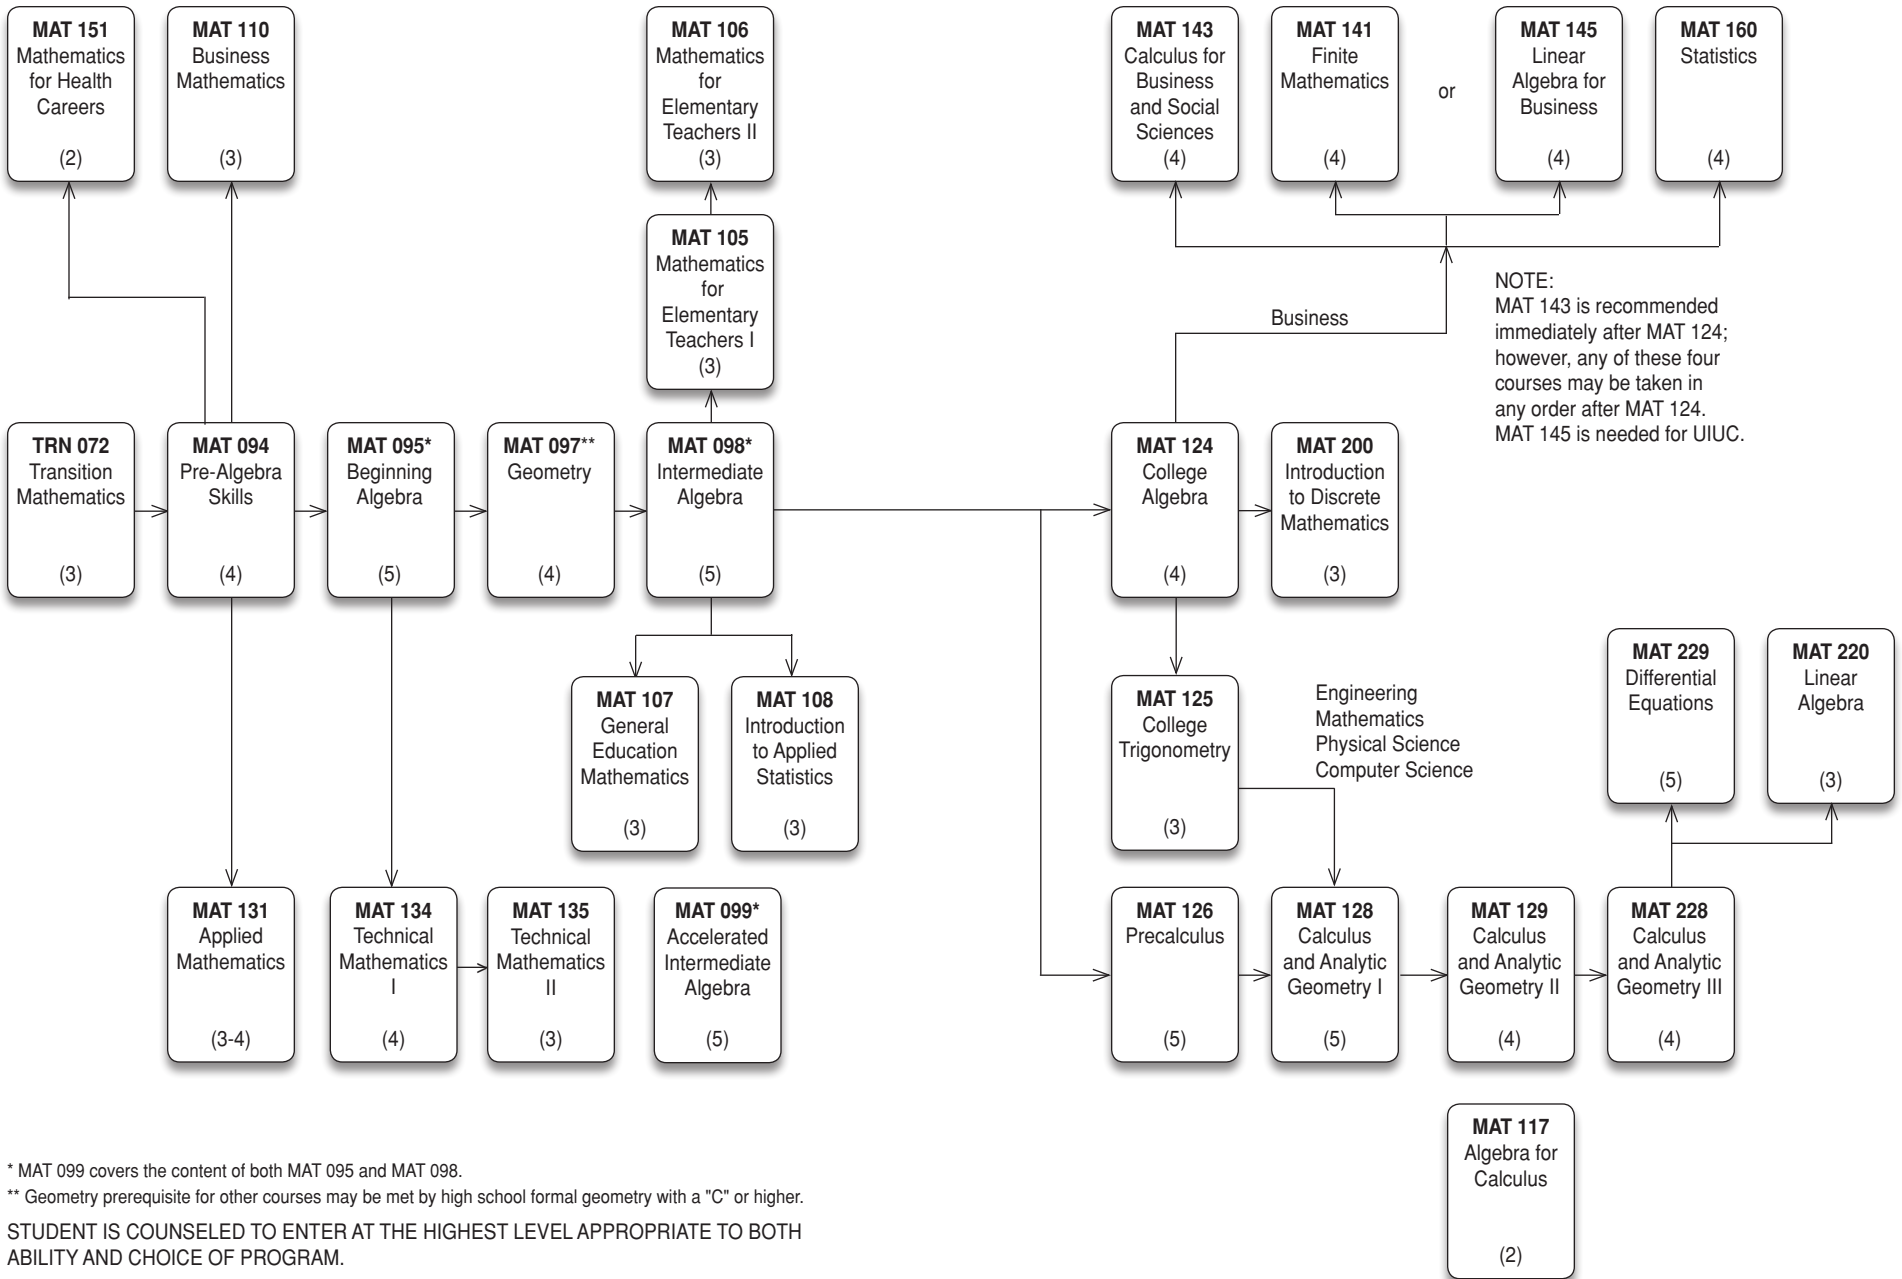 MAT 151
Mathematics
for Health
Careers
(2)
MAT 110
Business
Mathematics
(3)
MAT 106
Mathematics
for
Elementary
Teachers II
(3)
MAT 143
Calculus for
Business
and Social
Sciences
(4)
MAT 141
Finite
Mathematics
(4)
or
MAT 145
Linear
Algebra for
Business
(4)
MAT 160
Statistics
(4)
MAT 105
Mathematics
for
Elementary
Teachers I
(3)
Business
NOTE:
MAT 143 is recommended
immediately after MAT 124;
however, any of these four
courses may be taken in
any order after MAT 124.
MAT 145 is needed for UIUC.
TRN 072
Transition
Mathematics
(3)
MAT 094
Pre-Algebra
Skills
(4)
MAT 095*
Beginning
Algebra
(5)
MAT 097**
Geometry
(4)
MAT 098*
Intermediate
Algebra
(5)
MAT 124
College
Algebra
(4)
MAT 200
Introduction
to Discrete
Mathematics
(3)
MAT 107
General
Education
Mathematics
(3)
MAT 108
Introduction
to Applied
Statistics
(3)
MAT 125
College
Trigonometry
(3)
Engineering
Mathematics
Physical Science
Computer Science
MAT 229
Differential
Equations
(5)
MAT 220
Linear
Algebra
(3)
MAT 131
Applied
Mathematics
(3-4)
MAT 134
Technical
Mathematics
I
(4)
MAT 135
Technical
Mathematics
II
(3)
MAT 099*
Accelerated
Intermediate
Algebra
(5)
MAT 126
Precalculus
(5)
MAT 128
Calculus
and Analytic
Geometry I
(5)
MAT 129
Calculus
and Analytic
Geometry II
(4)
MAT 228
Calculus
and Analytic
Geometry III
(4)
MAT 117
Algebra for
Calculus
(2)
* MAT 099 covers the content of both MAT 095 and MAT 098.
** Geometry prerequisite for other courses may be met by high school formal geometry with a "C" or higher.
STUDENT IS COUNSELED TO ENTER AT THE HIGHEST LEVEL APPROPRIATE TO BOTH
ABILITY AND CHOICE OF PROGRAM.